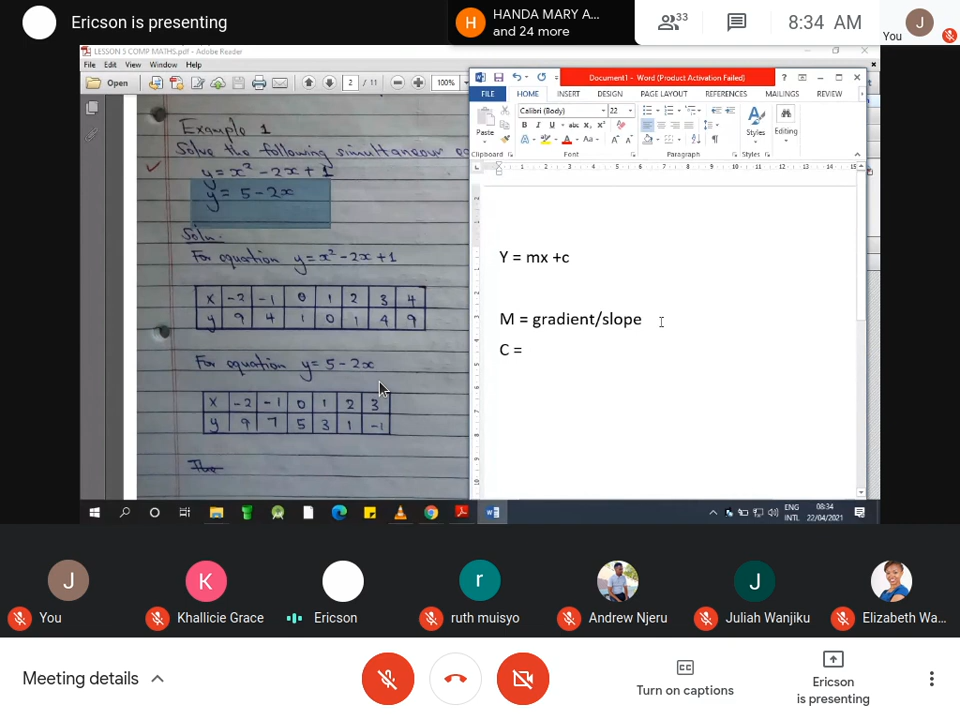 Ericson is presenting
HANDA MARY A...
and 24 more
33
8:34 AM
J
You
LESSON 5 COMP MATHS.pdf - Adobe Reader
File Edit View Window Help
Open
2 / 11
100%
Document1 - Word (Product Activation Failed)
FILE HOME INSERT DESIGN PAGE LAYOUT REFERENCES MAILINGS REVIEW
Calibri (Body) 22
Paste
Styles
Editing
Clipboard Font Paragraph Styles
Example 1
Solve the following simultaneous
y = x² - 2x + 1
y = 5 - 2x
Soln.
For equation y = x² - 2x + 1
x -2 -1 0 1 2 3 4
y 9 4 1 0 1 4 9
For equation y = 5 - 2x
x -2 -1 0 1 2 3
y 9 7 5 3 1 -1
Y = mx +c
M = gradient/slope
C =
ENG
INTL
08:34
22/04/2021
J K r J
You
Khallicie Grace
Ericson
ruth muisyo
Andrew Njeru
Juliah Wanjiku
Elizabeth Wa...
Meeting details
Turn on captions
Ericson
is presenting